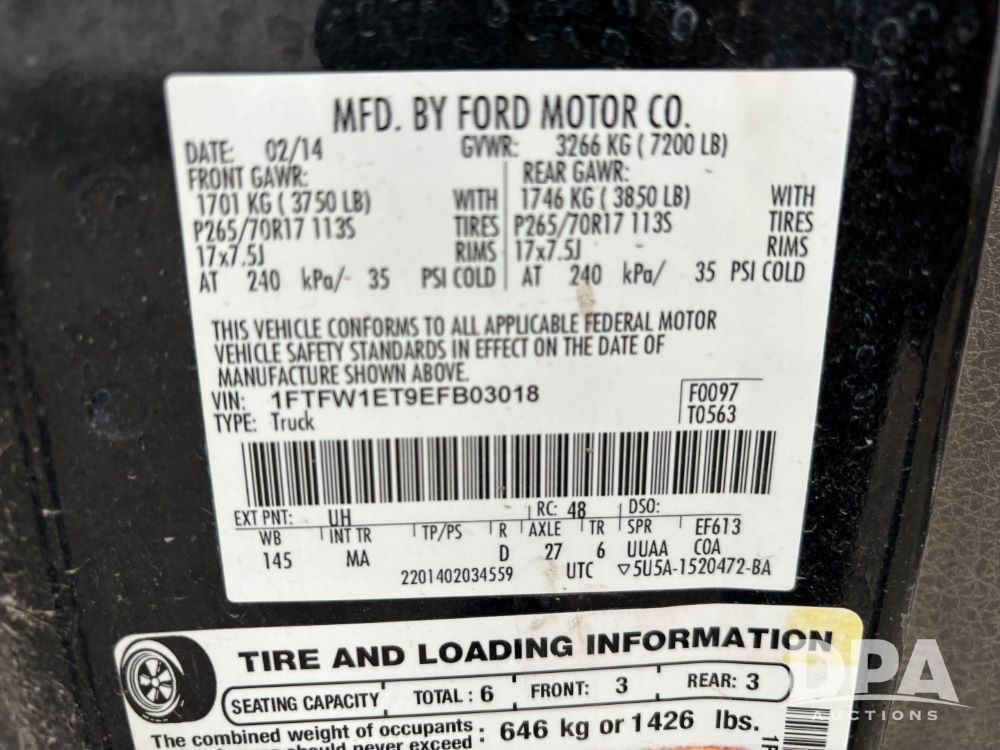 MFD. BY FORD MOTOR CO.
DATE: 02/14 GVWR: 3266 KG ( 7200 LB)
FRONT GAWR: REAR GAWR:
1701 KG ( 3750 LB) WITH 1746 KG ( 3850 LB) WITH
P265/70R17 113S TIRES P265/70R17 113S TIRES
17x7.5J RIMS 17x7.5J RIMS
AT 240 kPa/ 35 PSI COLD AT 240 kPa/ 35 PSI COLD
THIS VEHICLE CONFORMS TO ALL APPLICABLE FEDERAL MOTOR
VEHICLE SAFETY STANDARDS IN EFFECT ON THE DATE OF
MANUFACTURE SHOWN ABOVE.
VIN: 1FTFW1ET9EFB03018 F0097
TYPE: Truck T0563
EXT PNT: UH RC: 48 DSO:
WB INT TR TP/PS R AXLE TR SPR EF613
145 MA D 27 6 UUAA COA
2201402034559 UTC ▽5U5A-1520472-BA
TIRE AND LOADING INFORMATION
SEATING CAPACITY TOTAL : 6 FRONT: 3 REAR: 3
The combined weight of occupants
should never exceed : 646 kg or 1426 lbs.
DPA
AUCTIONS